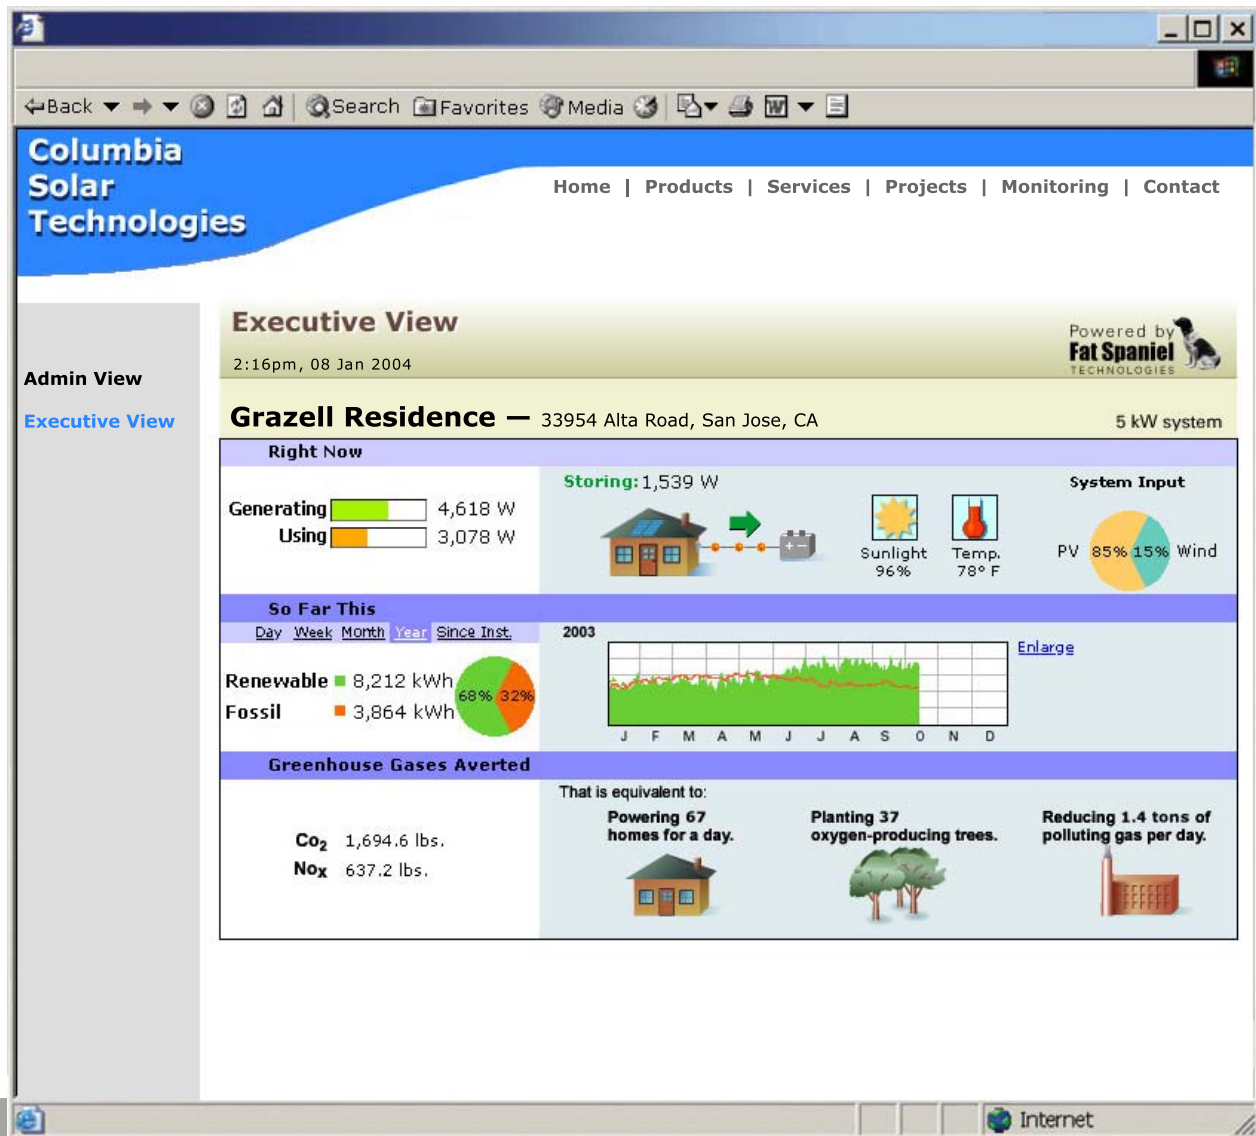 Back Search Favorites Media
Columbia
Solar
Technologies
Home | Products | Services | Projects | Monitoring | Contact
Admin View
Executive View
Executive View
2:16pm, 08 Jan 2004
Powered by
Fat Spaniel
TECHNOLOGIES
Grazell Residence — 33954 Alta Road, San Jose, CA
5 kW system
Right Now
Generating 4,618 W
Using 3,078 W
Storing: 1,539 W
Sunlight
96%
Temp.
78° F
System Input
PV 85% 15% Wind
So Far This
Day Week Month Year Since Inst.
Renewable 8,212 kWh
Fossil 3,864 kWh
68% 32%
2003
Enlarge
J F M A M J J A S O N D
Greenhouse Gases Averted
Co₂ 1,694.6 lbs.
Nox 637.2 lbs.
That is equivalent to:
Powering 67
homes for a day.
Planting 37
oxygen-producing trees.
Reducing 1.4 tons of
polluting gas per day.
Internet